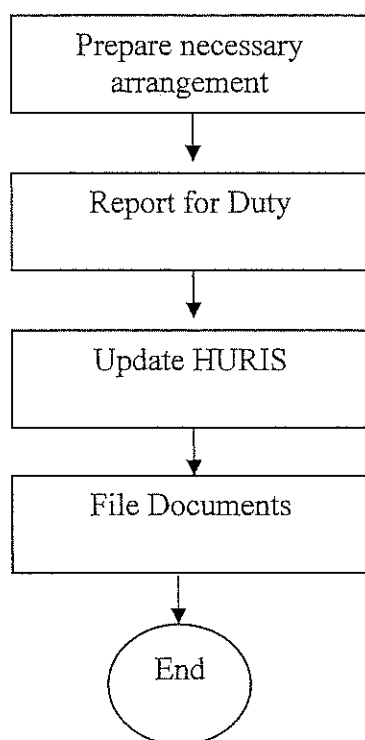 Prepare necessary
arrangement
Report for Duty
Update HURIS
File Documents
End